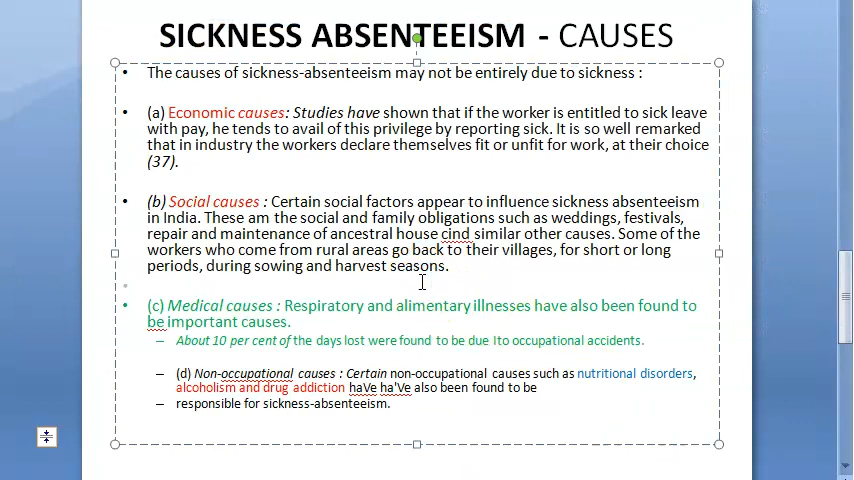 SICKNESS ABSENTEEISM - CAUSES
• The causes of sickness-absenteeism may not be entirely due to sickness :
• (a) Economic causes: Studies have shown that if the worker is entitled to sick leave
with pay, he tends to avail of this privilege by reporting sick. It is so well remarked
that in industry the workers declare themselves fit or unfit for work, at their choice
(37).
• (b) Social causes : Certain social factors appear to influence sickness absenteeism
in India. These am the social and family obligations such as weddings, festivals,
repair and maintenance of ancestral house cind similar other causes. Some of the
workers who come from rural areas go back to their villages, for short or long
periods, during sowing and harvest seasons.
• (c) Medical causes : Respiratory and alimentary illnesses have also been found to
be important causes.
– About 10 per cent of the days lost were found to be due Ito occupational accidents.
– (d) Non-occupational causes : Certain non-occupational causes such as nutritional disorders,
alcoholism and drug addiction haVe ha'Ve also been found to be
– responsible for sickness-absenteeism.